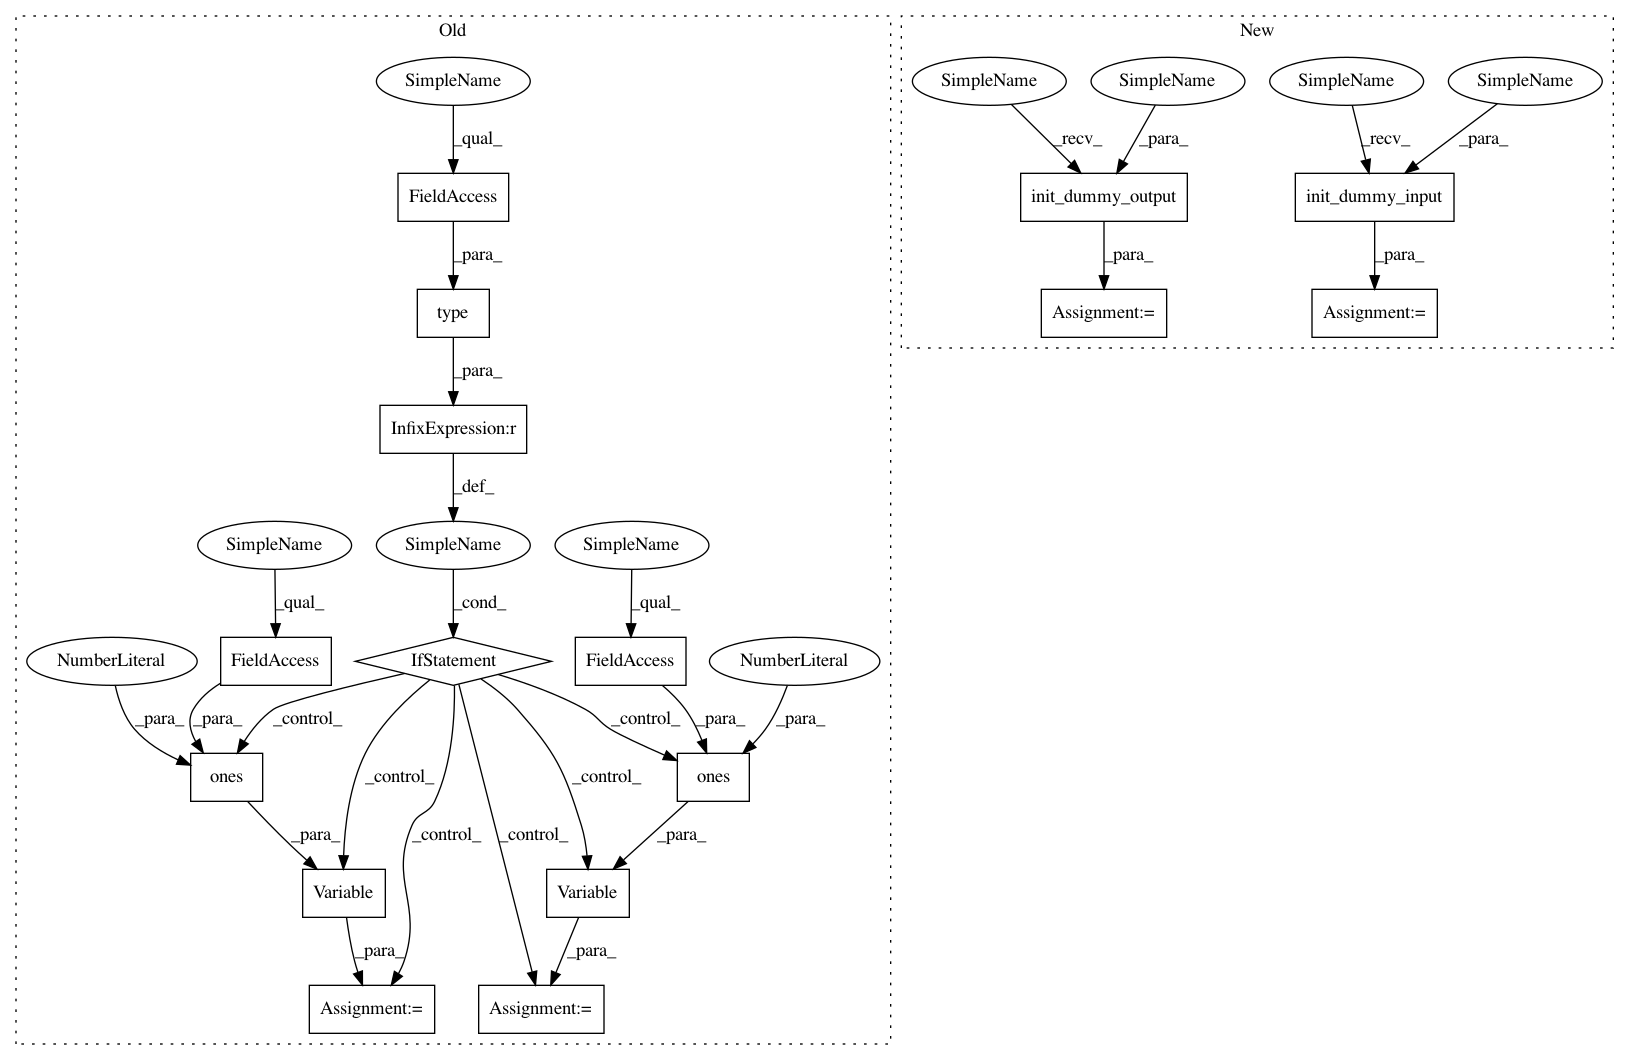 Old
New
SimpleName
SimpleName
SimpleName
SimpleName
SimpleName
_qual_
_recv_
_para_
_recv_
_para_
FieldAccess
init_dummy_output
init_dummy_input
_para_
_para_
_para_
type
Assignment:=
Assignment:=
_para_
InfixExpression:r
_def_
SimpleName
SimpleName
SimpleName
_qual_
_cond_
_qual_
NumberLiteral
FieldAccess
IfStatement
FieldAccess
NumberLiteral
_para_
_para_
_control_
_control_
_para_
_para_
ones
_control_
_control_
ones
_para_
_control_
_control_
_para_
Variable
Variable
_para_
_para_
Assignment:=
Assignment:=